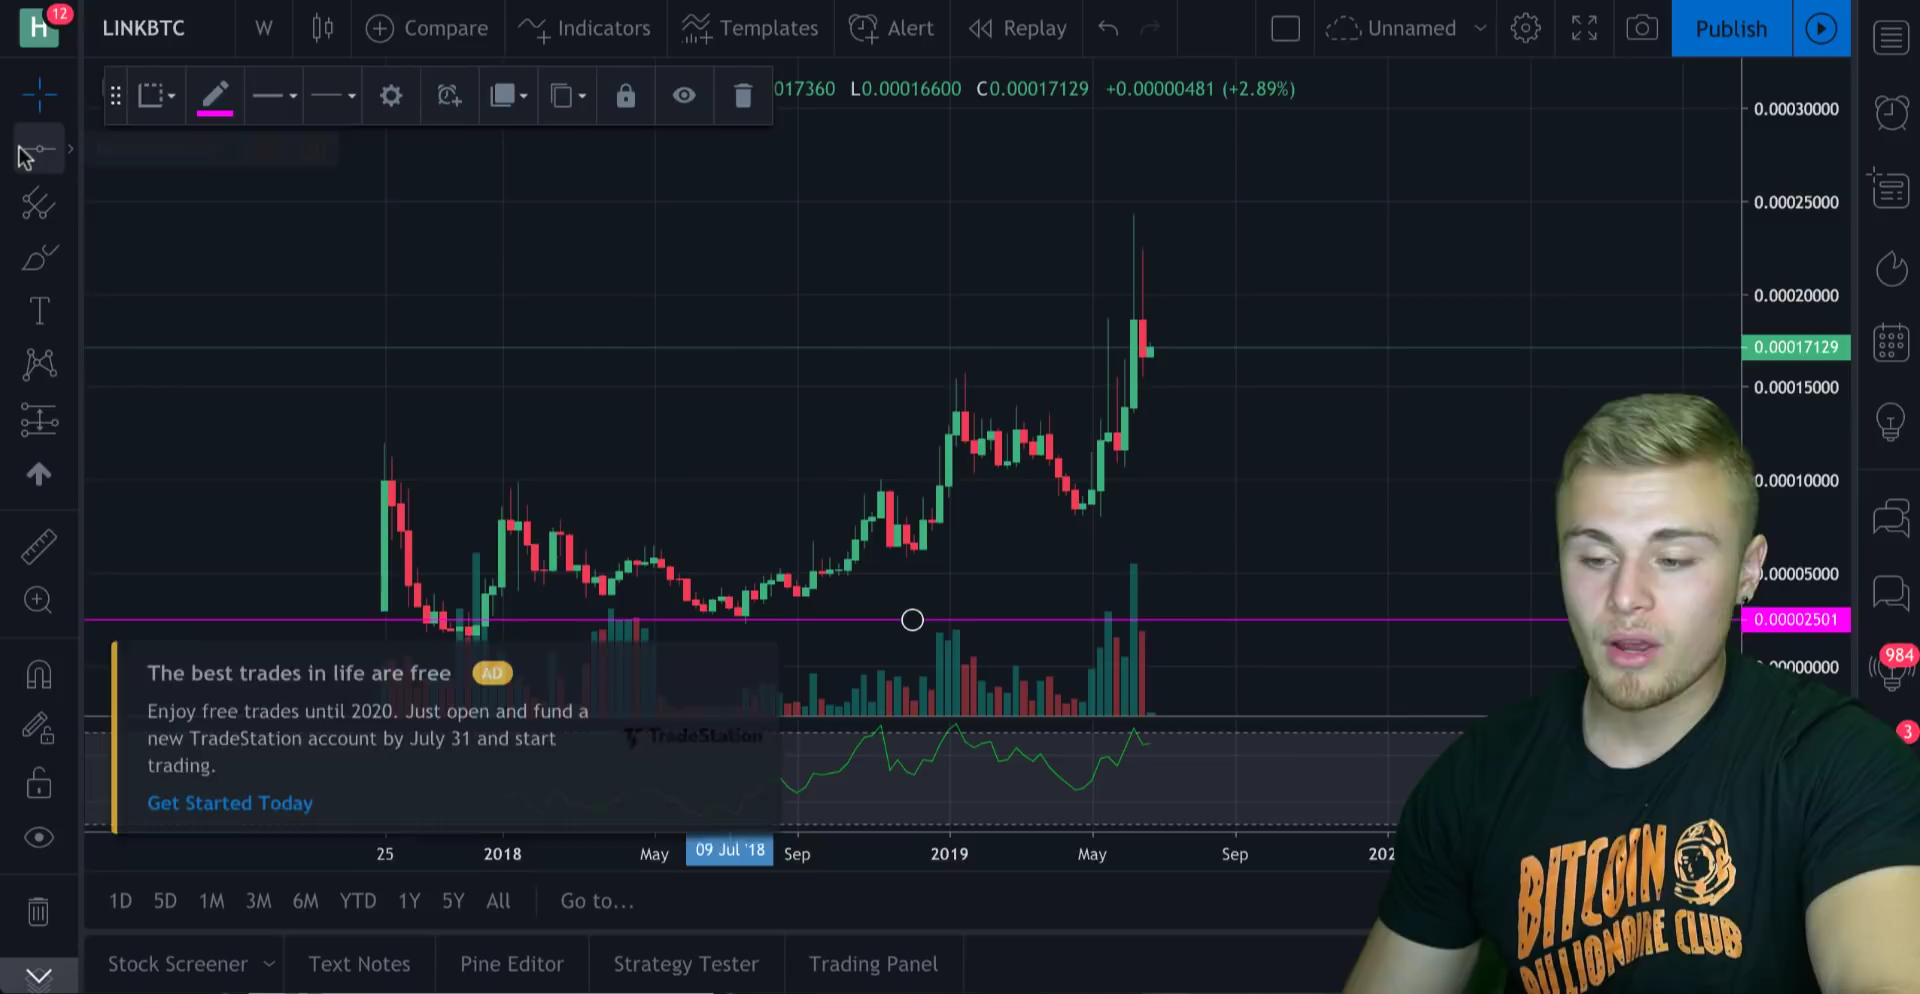 H
12
LINKBTC
W
Compare
Indicators
Templates
Alert
Replay
Unnamed
Publish
017360 L0.00016600 C0.00017129 +0.00000481 (+2.89%)
0.00030000
0.00025000
0.00020000
0.00017129
0.00015000
0.00010000
0.00005000
0.00002501
0.00000000
984
3
The best trades in life are free AD
Enjoy free trades until 2020. Just open and fund a
new TradeStation account by July 31 and start
trading.
TradeStation
Get Started Today
25
2018
May
09 Jul '18
Sep
2019
May
Sep
202
1D
5D
1M
3M
6M
YTD
1Y
5Y
All
Go to...
Stock Screener
Text Notes
Pine Editor
Strategy Tester
Trading Panel
BITCOIN
BILLIONAIRE CLUB
BILLIONAIRE